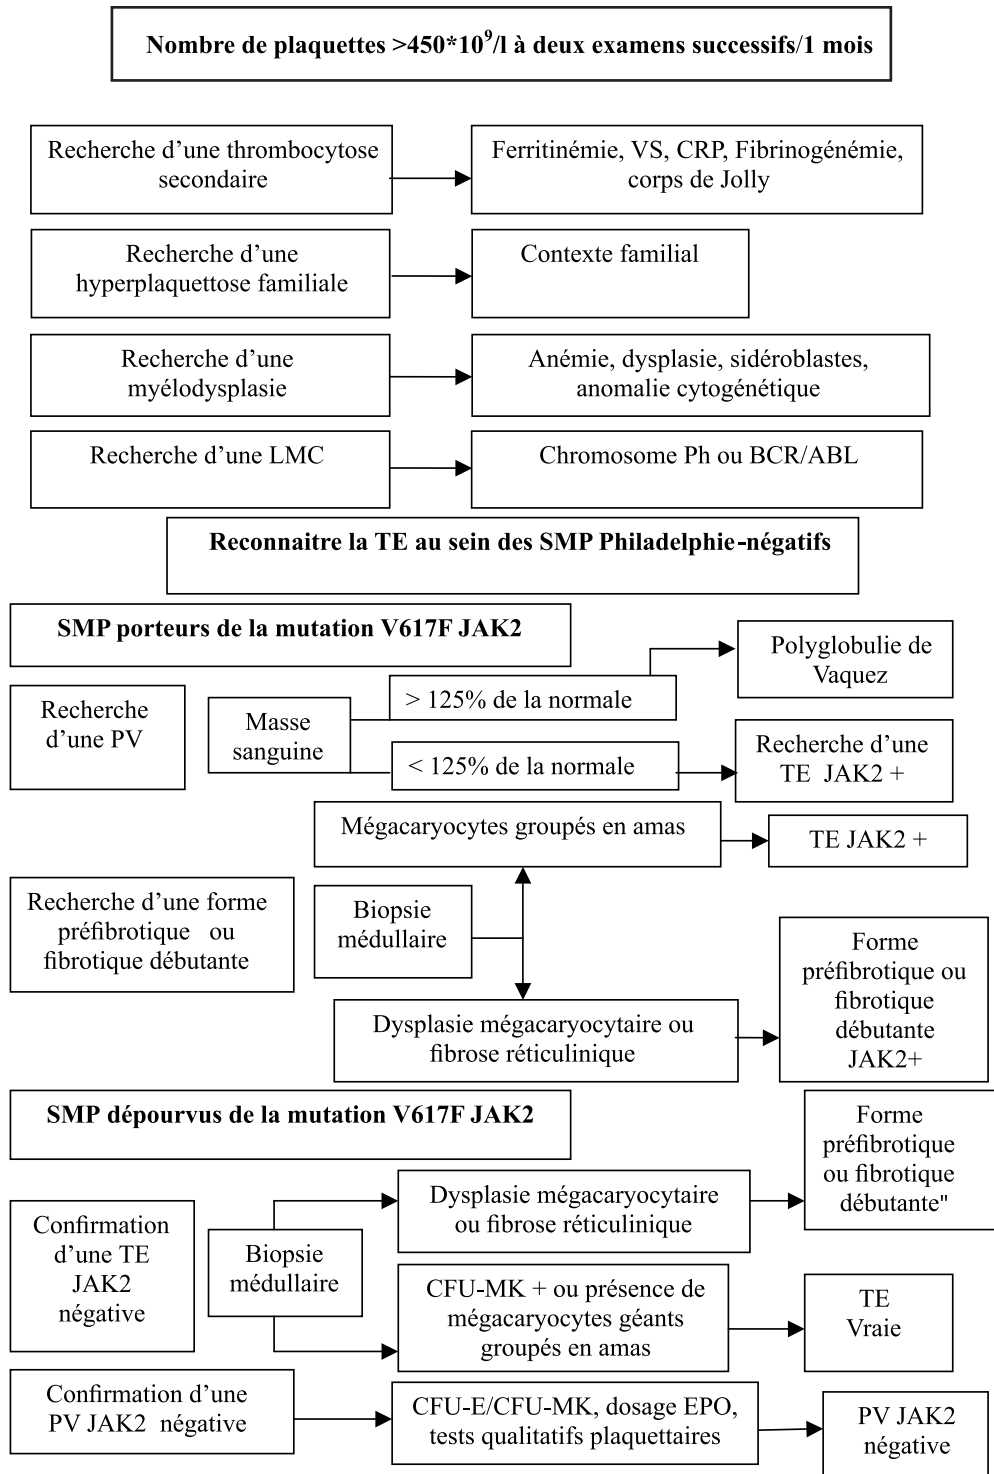 Nombre de plaquettes >450*10⁹/l à deux examens successifs/1 mois
Recherche d'une thrombocytose
secondaire
Ferritinémie, VS, CRP, Fibrinogénémie,
corps de Jolly
Recherche d'une
hyperplaquettose familiale
Contexte familial
Recherche d'une
myélodysplasie
Anémie, dysplasie, sidéroblastes,
anomalie cytogénétique
Recherche d'une LMC
Chromosome Ph ou BCR/ABL
Reconnaitre la TE au sein des SMP Philadelphie-négatifs
SMP porteurs de la mutation V617F JAK2
Recherche
d'une PV
Masse
sanguine
> 125% de la normale
Polyglobulie de
Vaquez
< 125% de la normale
Recherche d'une
TE JAK2 +
Recherche d'une forme
préfibrotique ou
fibrotique débutante
Biopsie
médullaire
Mégacaryocytes groupés en amas
TE JAK2 +
Dysplasie mégacaryocytaire ou
fibrose réticulinique
Forme
préfibrotique ou
fibrotique
débutante
JAK2+
SMP dépourvus de la mutation V617F JAK2
Confirmation
d'une TE
JAK2
négative
Biopsie
médullaire
Dysplasie mégacaryocytaire
ou fibrose réticulinique
Forme
préfibrotique
ou fibrotique
débutante"
CFU-MK + ou présence de
mégacaryocytes géants
groupés en amas
TE
Vraie
Confirmation d'une
PV JAK2 négative
CFU-E/CFU-MK, dosage EPO,
tests qualitatifs plaquettaires
PV JAK2
négative